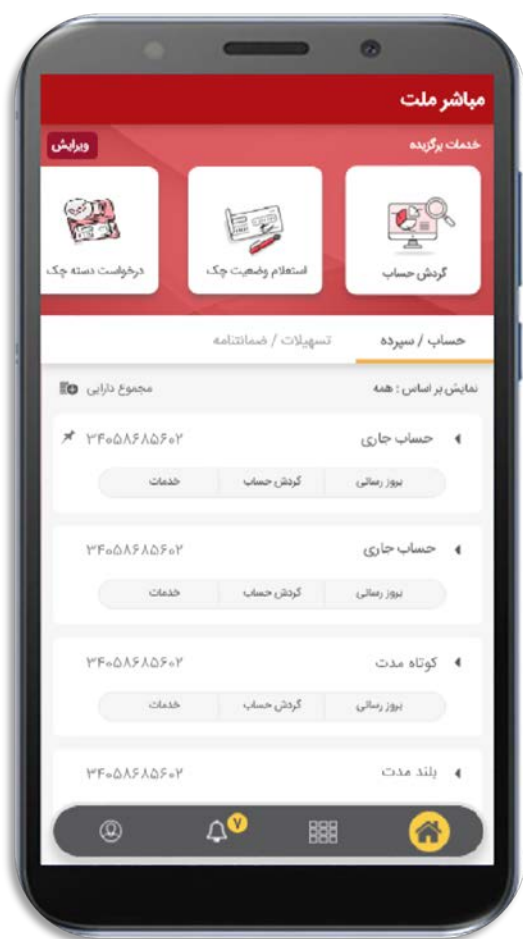 مباشر ملت
خدمات برگزیده
ویرایش
گردش حساب
استعلام وضعیت چک
درخواست دسته چک
حساب / سپرده
تسهیلات / ضمانتنامه
نمایش بر اساس : همه
مجموع دارایی
حساب جاری
۳۴۰۵۸۶۸۵۶۰۲
بروز رسانی گردش حساب خدمات
حساب جاری
۳۴۰۵۸۶۸۵۶۰۲
بروز رسانی گردش حساب خدمات
کوتاه مدت
۳۴۰۵۸۶۸۵۶۰۲
بروز رسانی گردش حساب خدمات
بلند مدت
۳۴۰۵۸۶۸۵۶۰۲
۷